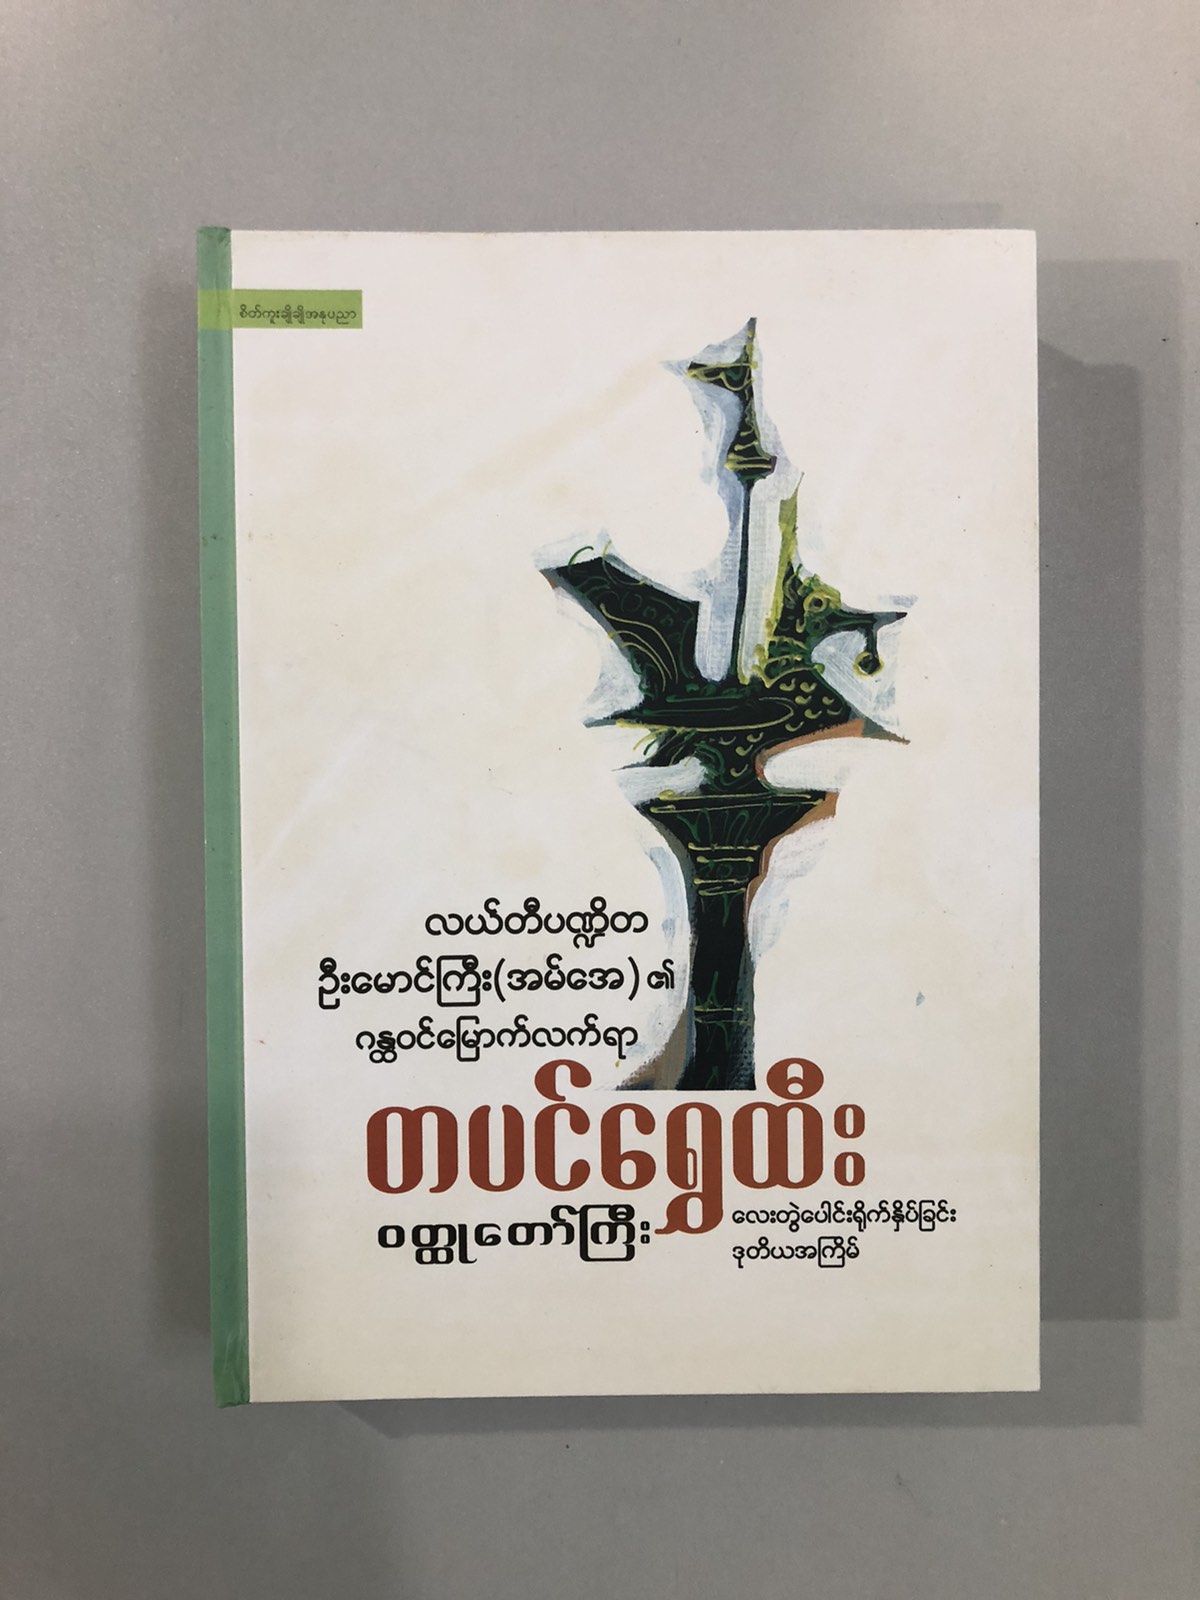 စိတ်ကူးချိုချိုအနုပညာ
လယ်တီပဏ္ဍိတ
ဦးမောင်ကြီး(အမ်အေ)၏
ဂန္ထဝင်မြောက်လက်ရာ
တပင်ရွှေထီး
ဝတ္ထုတော်ကြီး
လေးတွဲပေါင်းရိုက်နှိပ်ခြင်း
ဒုတိယအကြိမ်